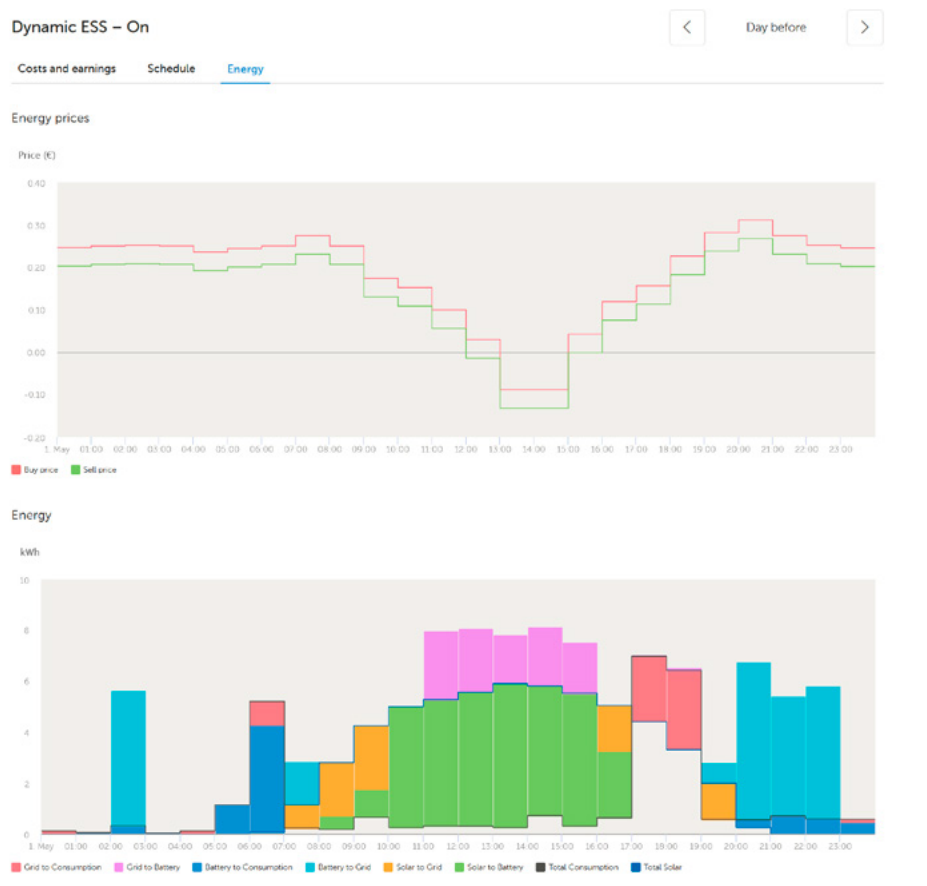 Dynamic ESS – On
Day before
Costs and earnings Schedule Energy
Energy prices
Price (€)
0.40
0.30
0.20
0.10
0.00
-0.10
-0.20
1. May 01:00 02:00 03:00 04:00 05:00 06:00 07:00 08:00 09:00 10:00 11:00 12:00 13:00 14:00 15:00 16:00 17:00 18:00 19:00 20:00 21:00 22:00 23:00
Buy price Sell price
Energy
kWh
10
8
6
4
2
0
1. May 01:00 02:00 03:00 04:00 05:00 06:00 07:00 08:00 09:00 10:00 11:00 12:00 13:00 14:00 15:00 16:00 17:00 18:00 19:00 20:00 21:00 22:00 23:00
Grid to Consumption Grid to Battery Battery to Consumption Battery to Grid Solar to Grid Solar to Battery Total Consumption Total Solar